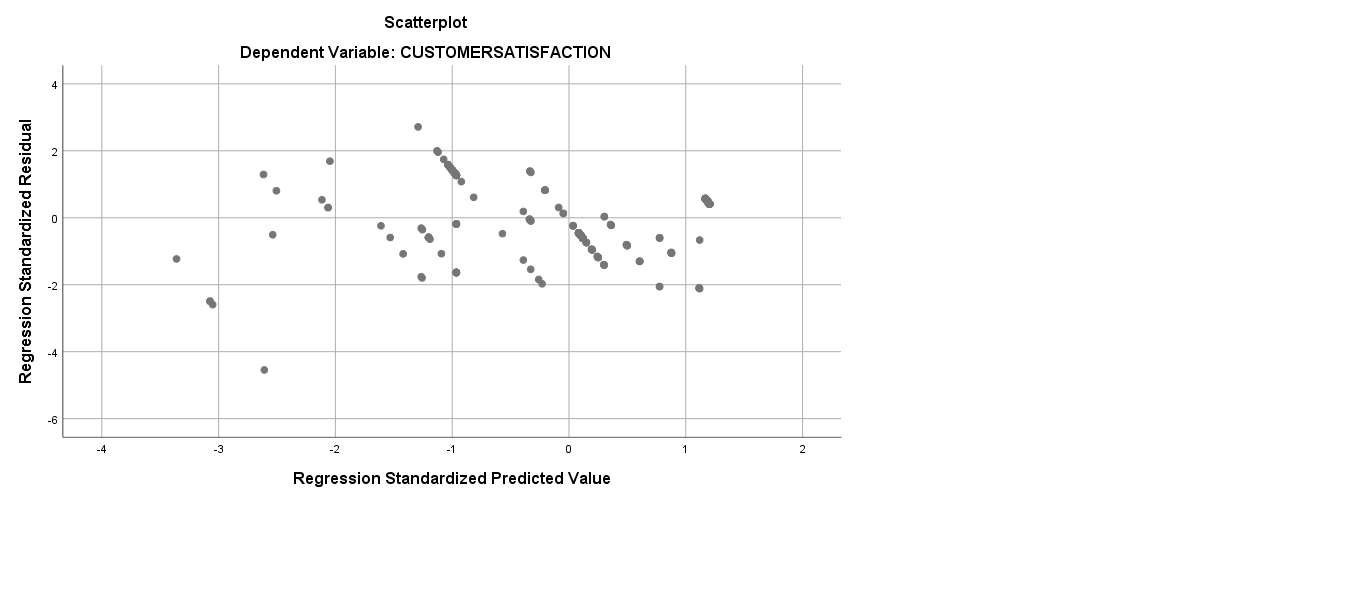 Scatterplot
Dependent Variable: CUSTOMERSATISFACTION
Regression Standardized Residual
4
2
0
-2
-4
-6
-4 -3 -2 -1 0 1 2
Regression Standardized Predicted Value